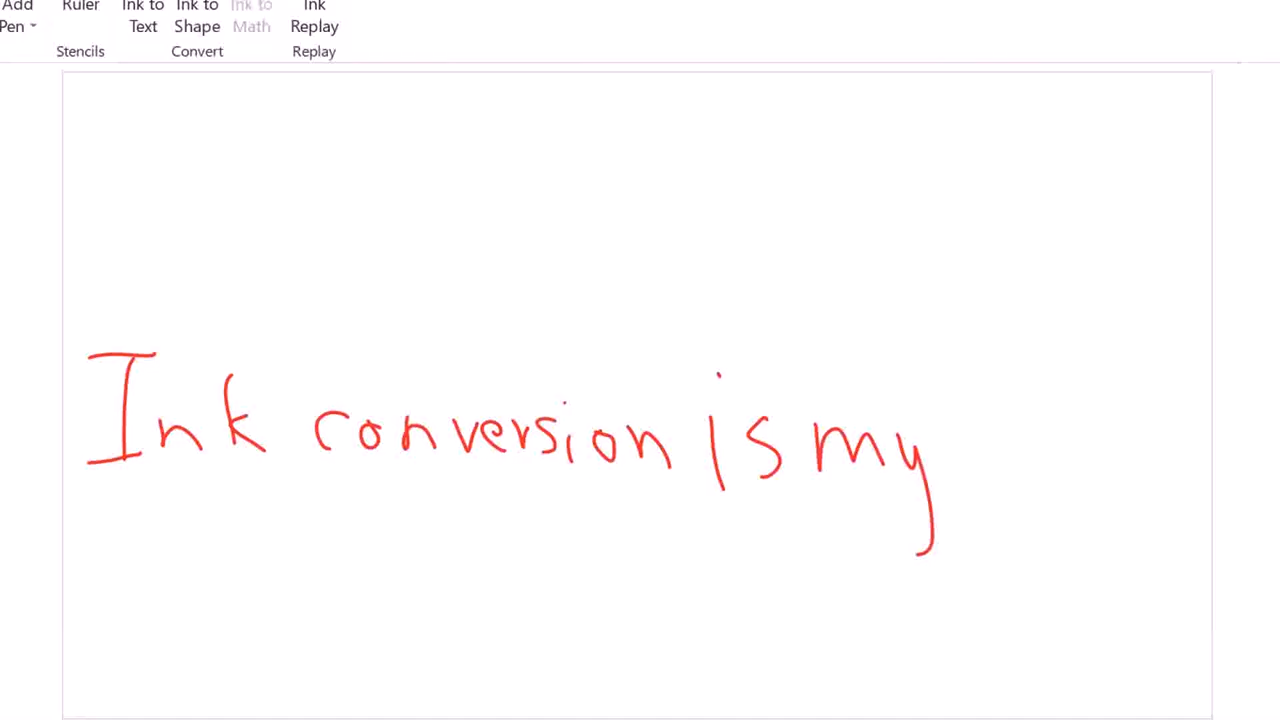 Add Ruler Ink to Ink to Ink to Ink
Pen Text Shape Math Replay
Stencils Convert Replay
Ink conversion is my